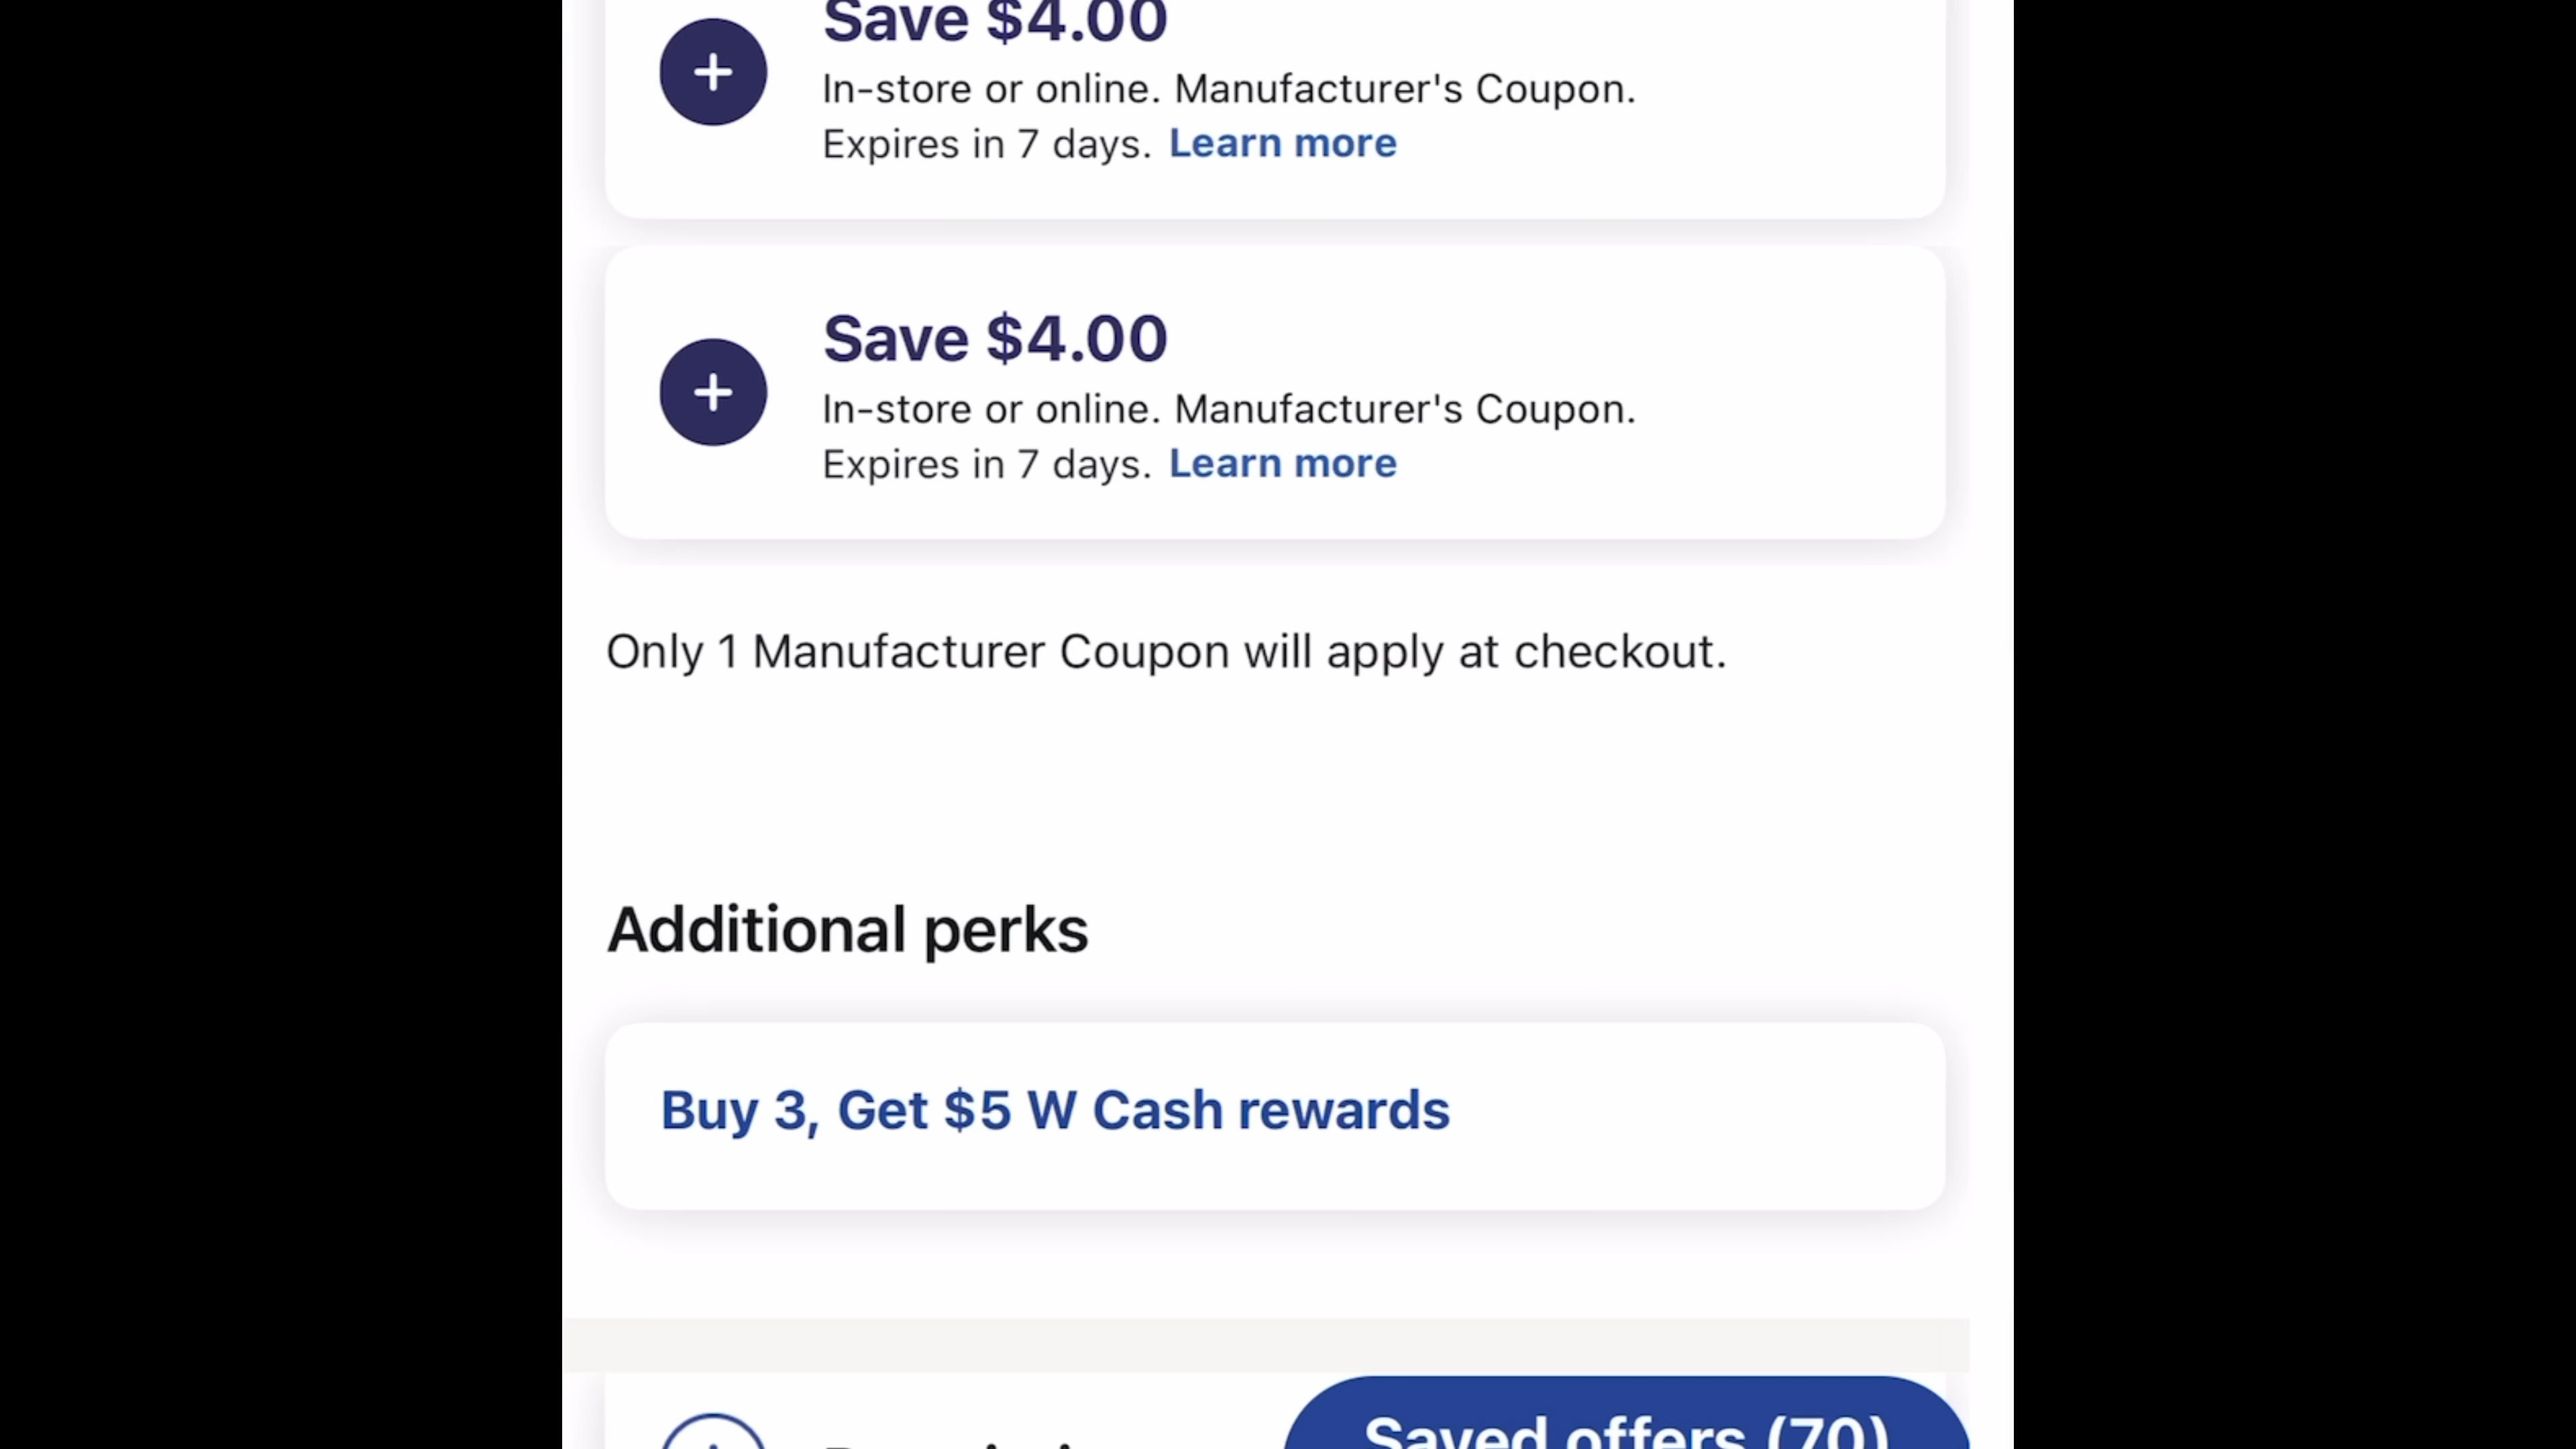 Save $4.00
In-store or online. Manufacturer's Coupon.
Expires in 7 days. Learn more
Save $4.00
In-store or online. Manufacturer's Coupon.
Expires in 7 days. Learn more
Only 1 Manufacturer Coupon will apply at checkout.
Additional perks
Buy 3, Get $5 W Cash rewards
Saved offers (70)